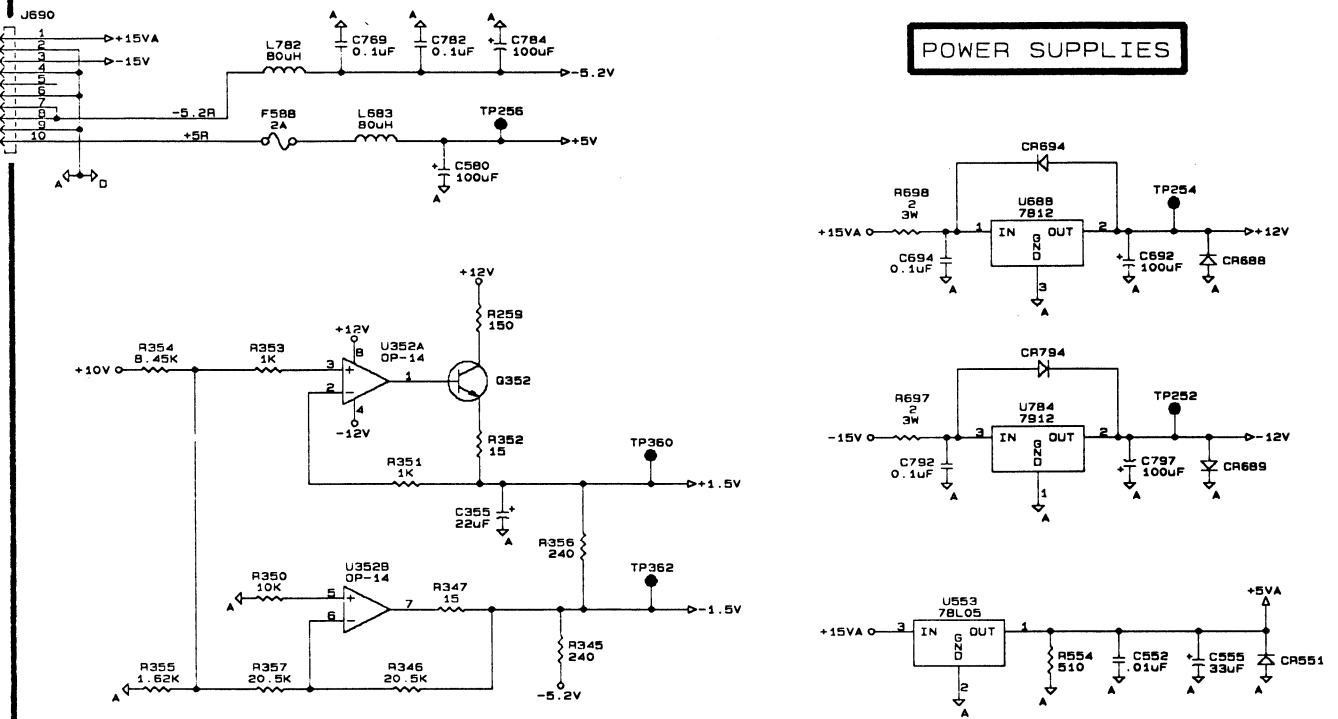 J690
1
2
3
4
5
6
7
8
9
10
+15VA
-15V
-5.2R
+5R
A
D
L782
80uH
A
C769
0.1uF
A
C782
0.1uF
A
+
C784
100uF
-5.2V
F588
2A
L683
80uH
TP256
+5V
+
C580
100uF
A
POWER SUPPLIES
CR694
R698
2
3W
+15VA
U688
7812
1
IN
OUT
2
GND
3
A
C694
0.1uF
A
TP254
+12V
+
C692
100uF
A
CR688
A
+12V
R259
150
+12V
8
U352A
OP-14
R354
8.45K
R353
1K
+10V
3
+
2
-
1
4
-12V
Q352
R352
15
R351
1K
TP360
+1.5V
C355
22uF
+
A
R356
240
U352B
OP-14
R350
10K
A
5
+
6
-
7
R347
15
TP362
-1.5V
R345
240
-5.2V
R355
1.62K
A
R357
20.5K
R346
20.5K
CR794
R697
2
3W
-15V
U784
7912
3
IN
OUT
2
GND
1
A
C792
0.1uF
A
TP252
-12V
+
C797
100uF
A
CR689
A
U553
78L05
+15VA
3
IN
OUT
1
GND
2
A
+5VA
R554
510
A
C552
.01uF
A
+
C555
33uF
A
CR551
A